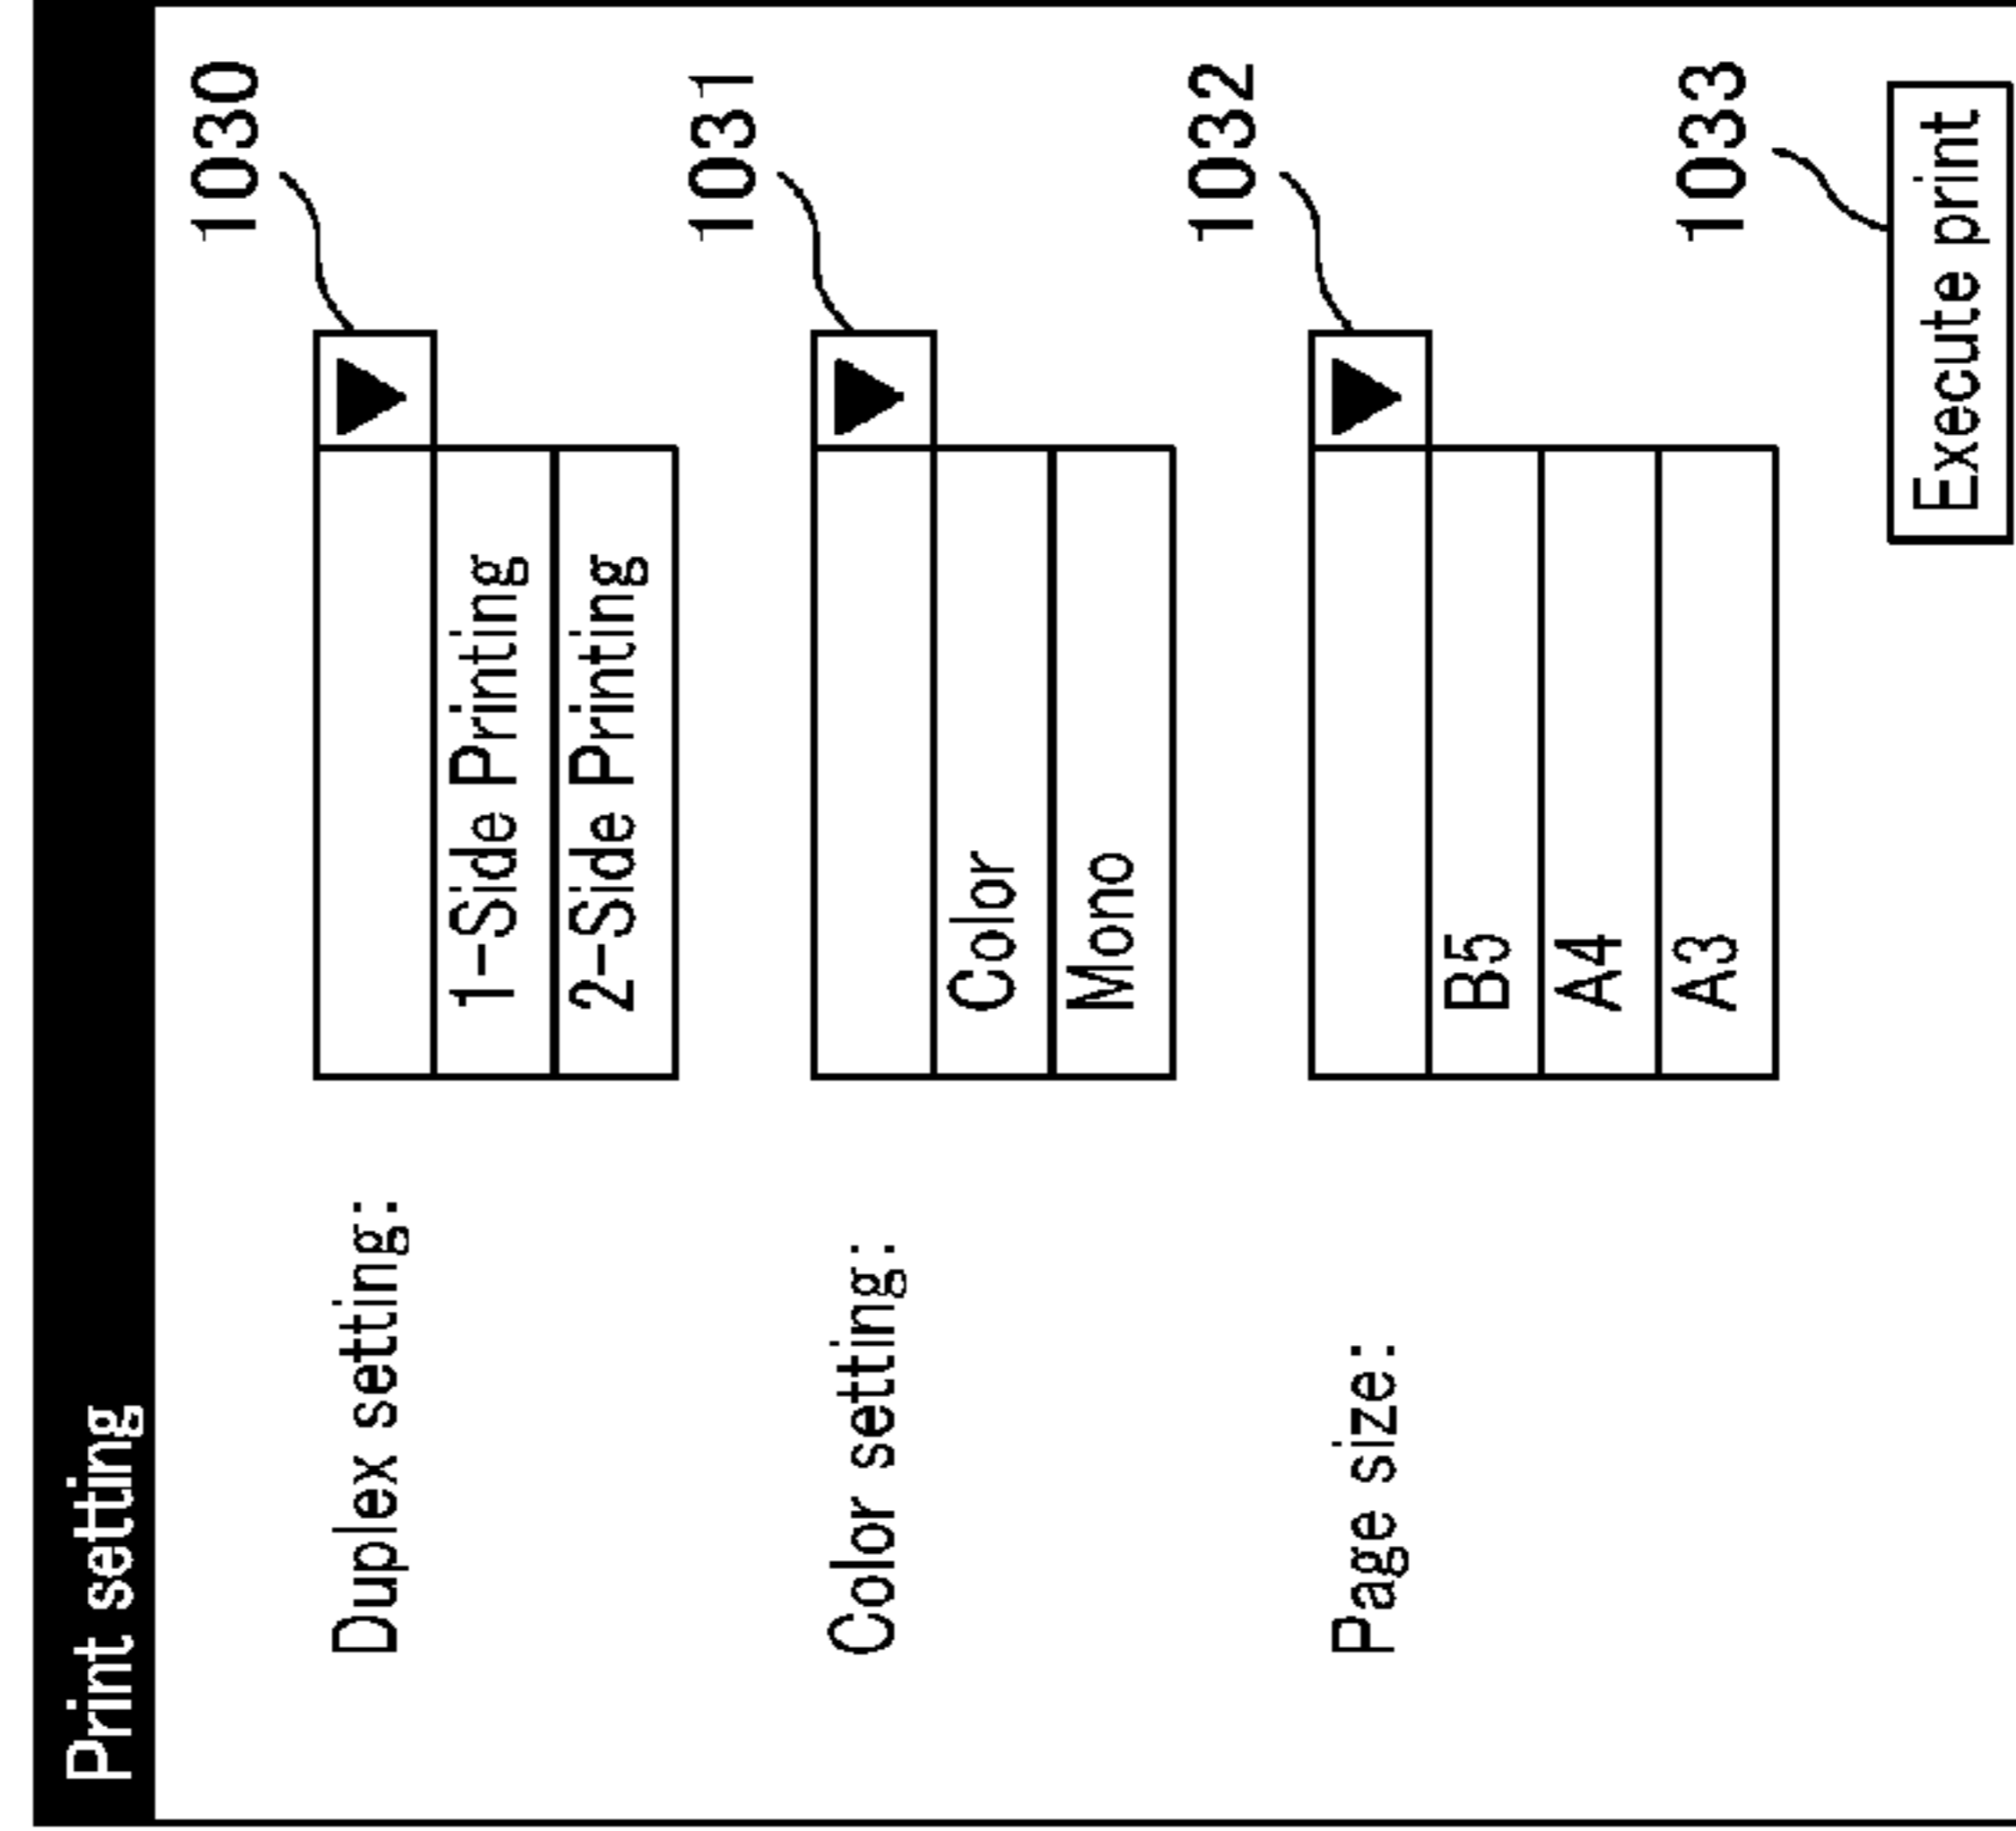 Print setting
1030
Duplex setting:
1-Side Printing
2-Side Printing
1031
Color setting:
Color
Mono
1032
Page size:
B5
A4
A3
1033
Execute print